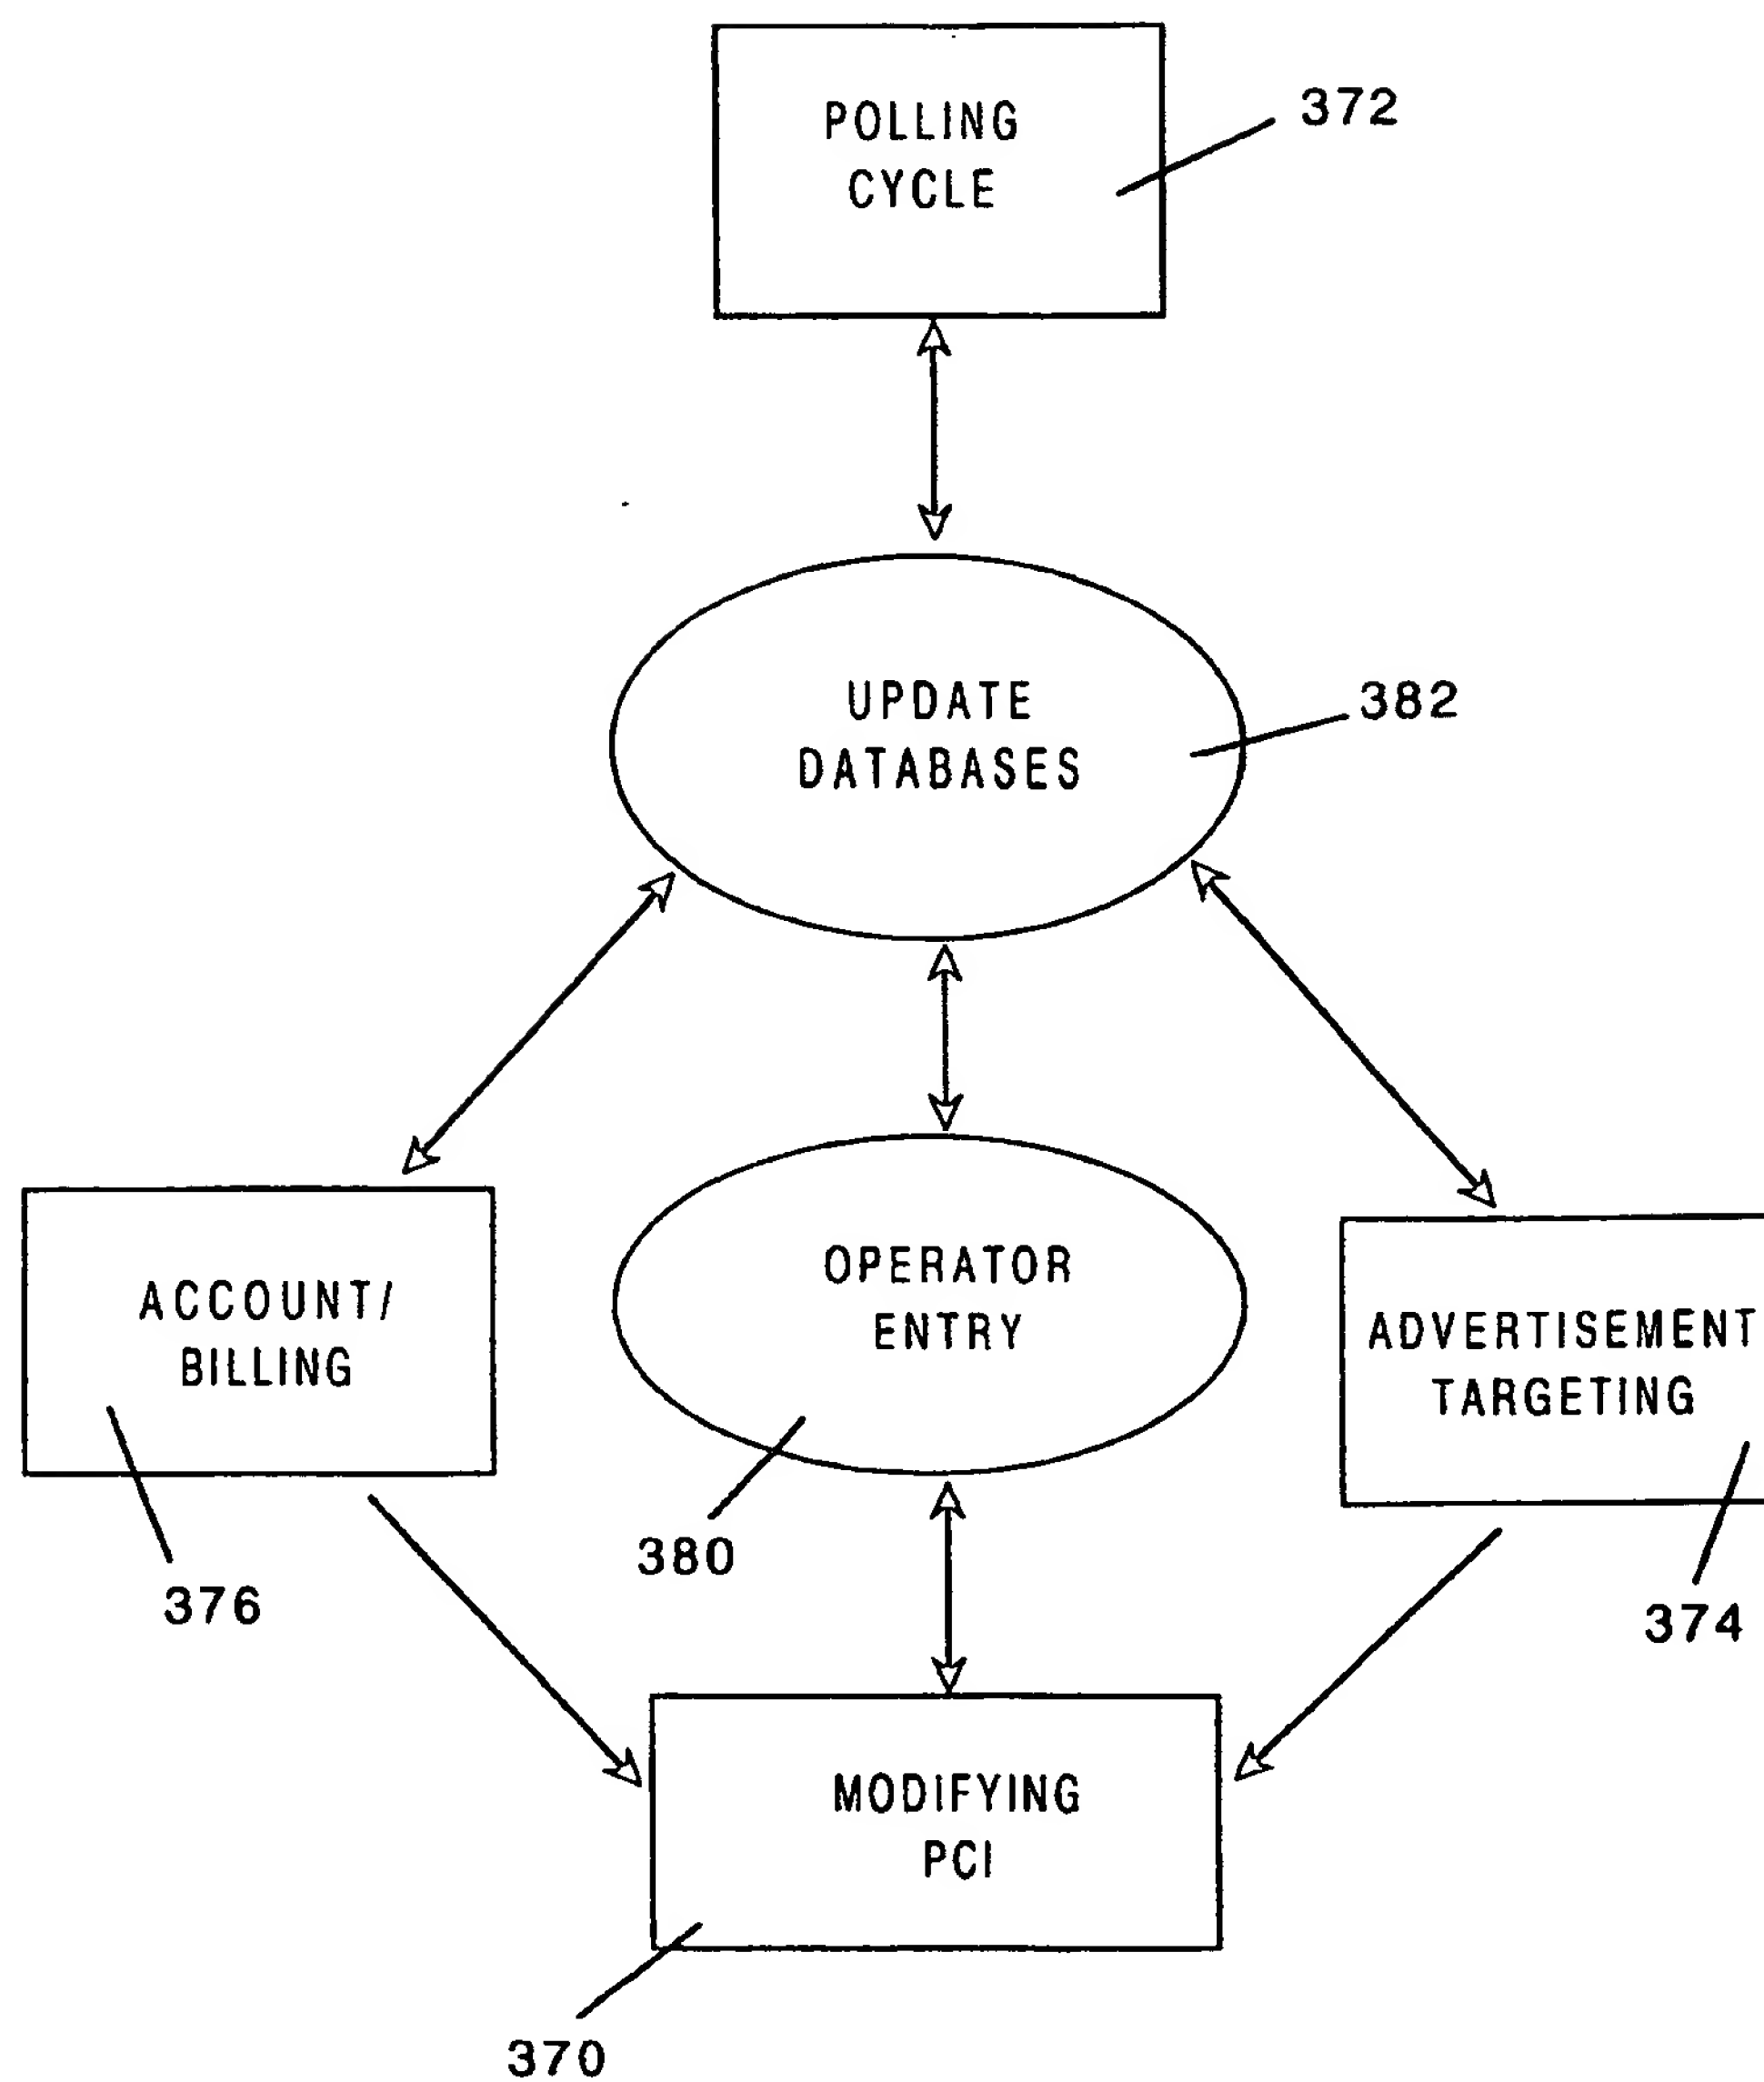 POLLING
CYCLE
372
UPDATE
DATABASES
382
ACCOUNT/
BILLING
376
OPERATOR
ENTRY
380
ADVERTISEMENT
TARGETING
374
MODIFYING
PCI
370